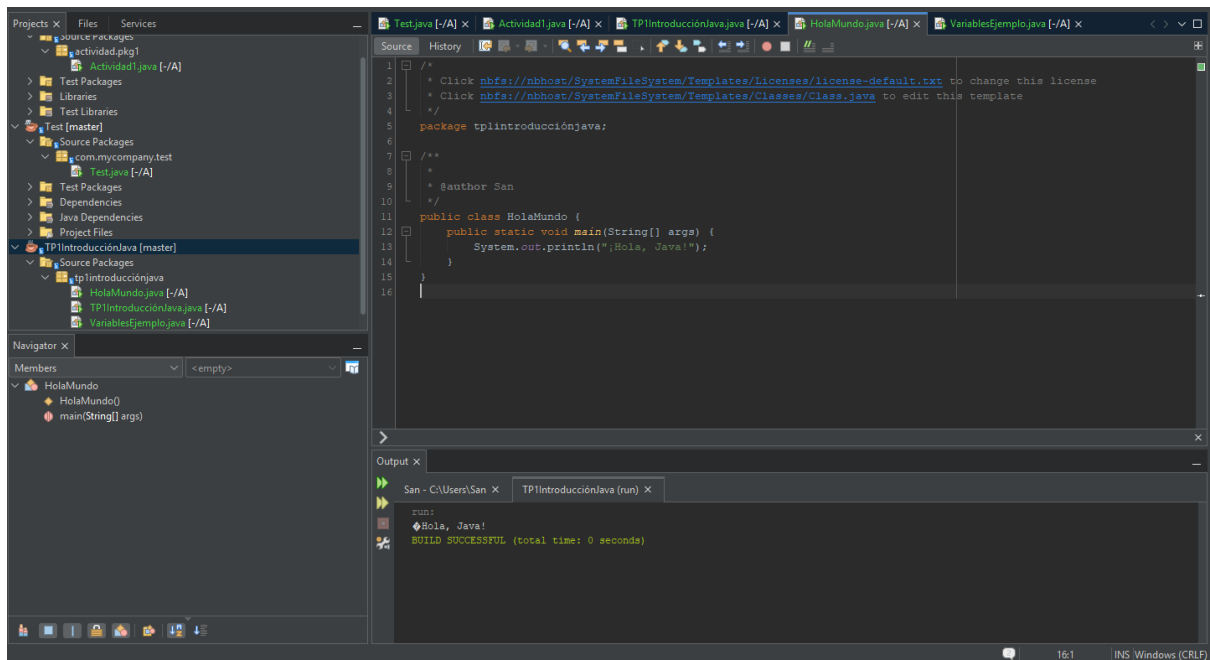 Projects × Files Services
Source Packages
actividad.pkg1
Actividad1.java [-/A]
Test Packages
Libraries
Test Libraries
Test [master]
Source Packages
com.mycompany.test
Test.java [-/A]
Test Packages
Dependencies
Java Dependencies
Project Files
TP1IntroducciónJava [master]
Source Packages
tp1introducciónjava
HolaMundo.java [-/A]
TP1IntroducciónJava.java [-/A]
VariablesEjemplo.java [-/A]
Navigator ×
Members <empty>
HolaMundo
HolaMundo()
main(String[] args)
Test.java [-/A] × Actividad1.java [-/A] × TP1IntroducciónJava.java [-/A] × HolaMundo.java [-/A] × VariablesEjemplo.java [-/A] ×
Source History
1 /*
2 * Click nbfs://nbhost/SystemFileSystem/Templates/Licenses/license-default.txt to change this license
3 * Click nbfs://nbhost/SystemFileSystem/Templates/Classes/Class.java to edit this template
4 */
5 package tp1introducciónjava;
6
7 /**
8 *
9 * @author San
10 */
11 public class HolaMundo {
12 public static void main(String[] args) {
13 System.out.println("¡Hola, Java!");
14 }
15 }
16
Output ×
San - C:\Users\San × TP1IntroducciónJava (run) ×
run:
�Hola, Java!
BUILD SUCCESSFUL (total time: 0 seconds)
16:1 INS Windows (CRLF)